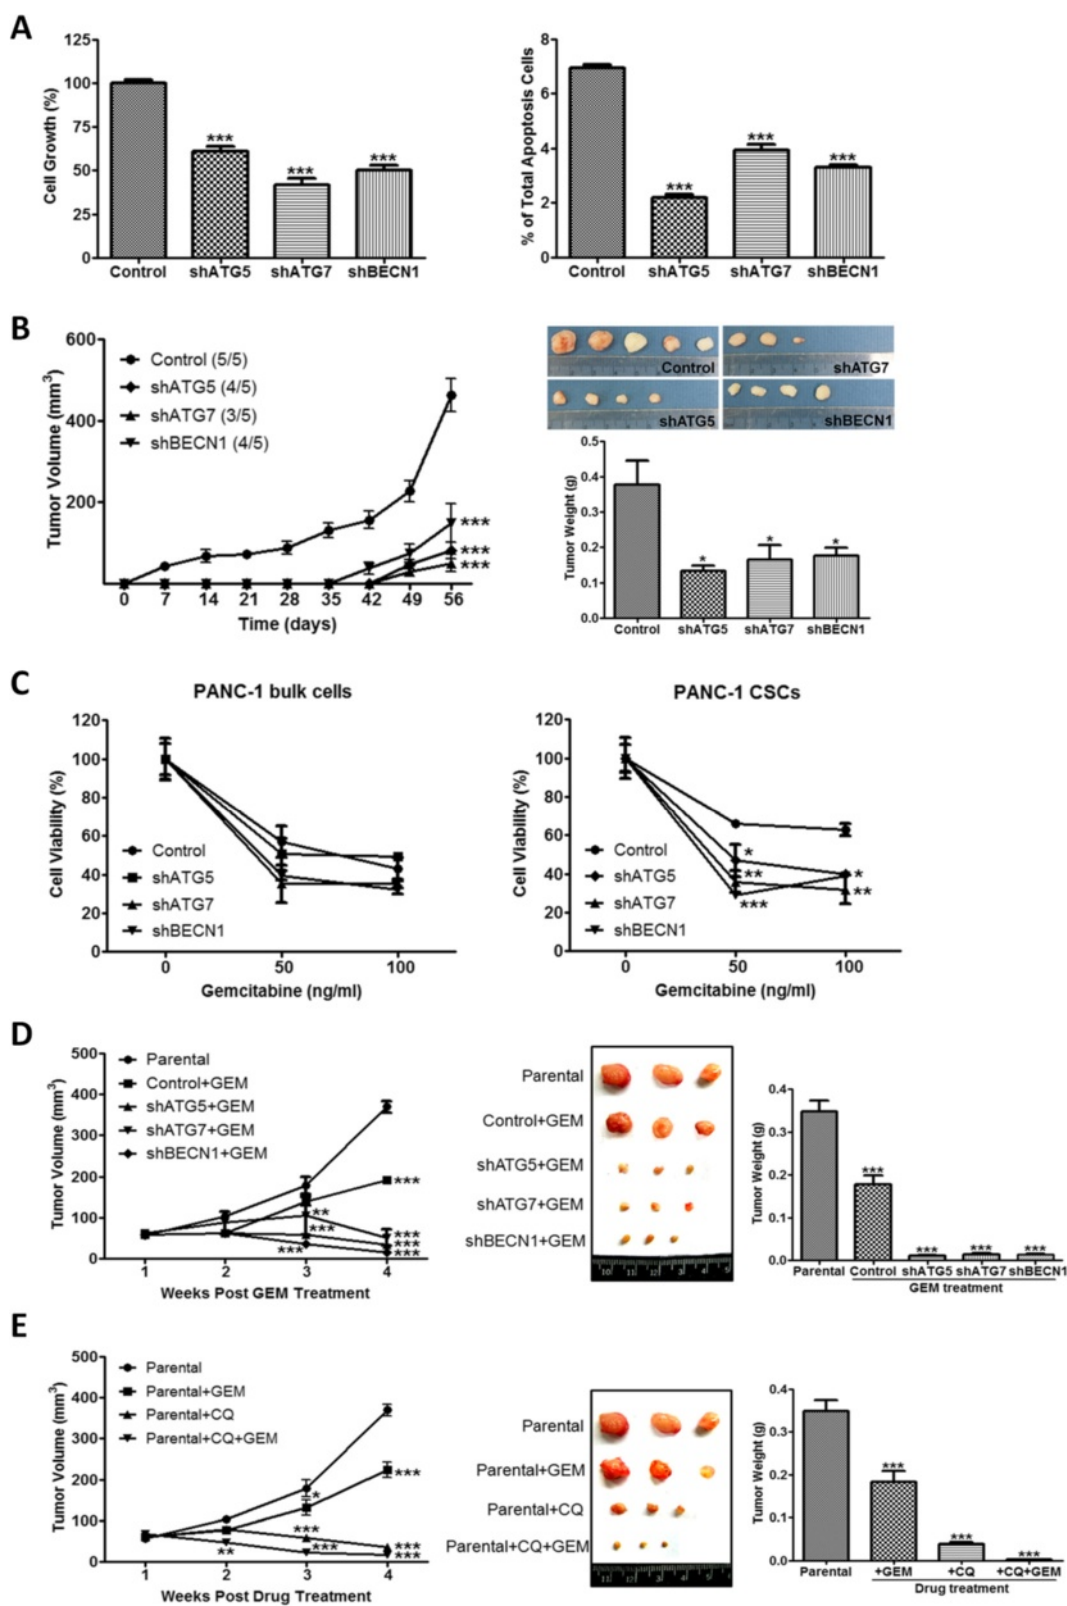 A
Cell Growth (%)
125
100
75
50
25
0
***
***
***
Control shATG5 shATG7 shBECN1
% of Total Apoptosis Cells
8
6
4
2
0
***
***
***
Control shATG5 shATG7 shBECN1
B
Tumor Volume (mm³)
600
400
200
Control (5/5)
shATG5 (4/5)
shATG7 (3/5)
shBECN1 (4/5)
***
***
***
0 7 14 21 28 35 42 49 56
Time (days)
Control
shATG7
shATG5
shBECN1
Tumor Weight (g)
0.5
0.4
0.3
0.2
0.1
0.0
*
*
*
Control shATG5 shATG7 shBECN1
C
PANC-1 bulk cells
Cell Viability (%)
120
100
80
60
40
20
0
Control
shATG5
shATG7
shBECN1
0 50 100
Gemcitabine (ng/ml)
PANC-1 CSCs
Cell Viability (%)
120
100
80
60
40
20
0
Control
shATG5
shATG7
shBECN1
*
**
***
*
**
0 50 100
Gemcitabine (ng/ml)
D
Tumor Volume (mm³)
500
400
300
200
100
0
Parental
Control+GEM
shATG5+GEM
shATG7+GEM
shBECN1+GEM
***
**
***
***
***
***
***
1 2 3 4
Weeks Post GEM Treatment
Parental
Control+GEM
shATG5+GEM
shATG7+GEM
shBECN1+GEM
Tumor Weight (g)
0.4
0.3
0.2
0.1
0.0
***
***
***
***
Parental Control shATG5 shATG7 shBECN1
GEM treatment
E
Tumor Volume (mm³)
500
400
300
200
100
0
Parental
Parental+GEM
Parental+CQ
Parental+CQ+GEM
***
*
***
***
**
***
***
1 2 3 4
Weeks Post Drug Treatment
Parental
Parental+GEM
Parental+CQ
Parental+CQ+GEM
Tumor Weight (g)
0.4
0.3
0.2
0.1
0.0
***
***
***
Parental +GEM +CQ +CQ+GEM
Drug treatment